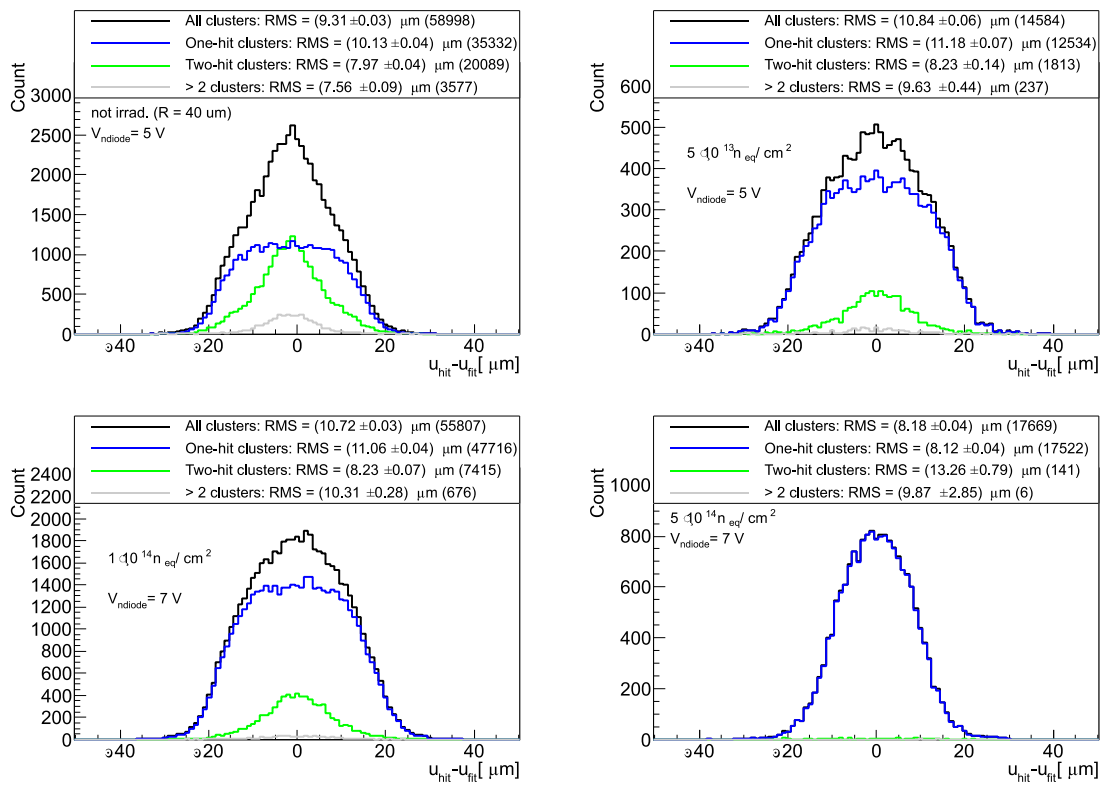 All clusters: RMS = (9.31 ±0.03) μm (58998)
One-hit clusters: RMS = (10.13 ±0.04) μm (35332)
Two-hit clusters: RMS = (7.97 ±0.04) μm (20089)
> 2 clusters: RMS = (7.56 ±0.09) μm (3577)
Count
3000
2500
2000
1500
1000
500
0
not irrad. (R = 40 um)
V_ndiode = 5 V
40 20 0 20 40
u_hit-u_fit[ μm]
All clusters: RMS = (10.84 ±0.06) μm (14584)
One-hit clusters: RMS = (11.18 ±0.07) μm (12534)
Two-hit clusters: RMS = (8.23 ±0.14) μm (1813)
> 2 clusters: RMS = (9.63 ±0.44) μm (237)
Count
600
500
400
300
200
100
0
5 10^13 n_eq/ cm^2
V_ndiode = 5 V
40 20 0 20 40
u_hit-u_fit[ μm]
All clusters: RMS = (10.72 ±0.03) μm (55807)
One-hit clusters: RMS = (11.06 ±0.04) μm (47716)
Two-hit clusters: RMS = (8.23 ±0.07) μm (7415)
> 2 clusters: RMS = (10.31 ±0.28) μm (676)
Count
2400
2200
2000
1800
1600
1400
1200
1000
800
600
400
200
0
1 10^14 n_eq/ cm^2
V_ndiode = 7 V
40 20 0 20 40
u_hit-u_fit[ μm]
All clusters: RMS = (8.18 ±0.04) μm (17669)
One-hit clusters: RMS = (8.12 ±0.04) μm (17522)
Two-hit clusters: RMS = (13.26 ±0.79) μm (141)
> 2 clusters: RMS = (9.87 ±2.85) μm (6)
Count
1000
800
600
400
200
0
5 10^14 n_eq/ cm^2
V_ndiode = 7 V
40 20 0 20 40
u_hit-u_fit[ μm]